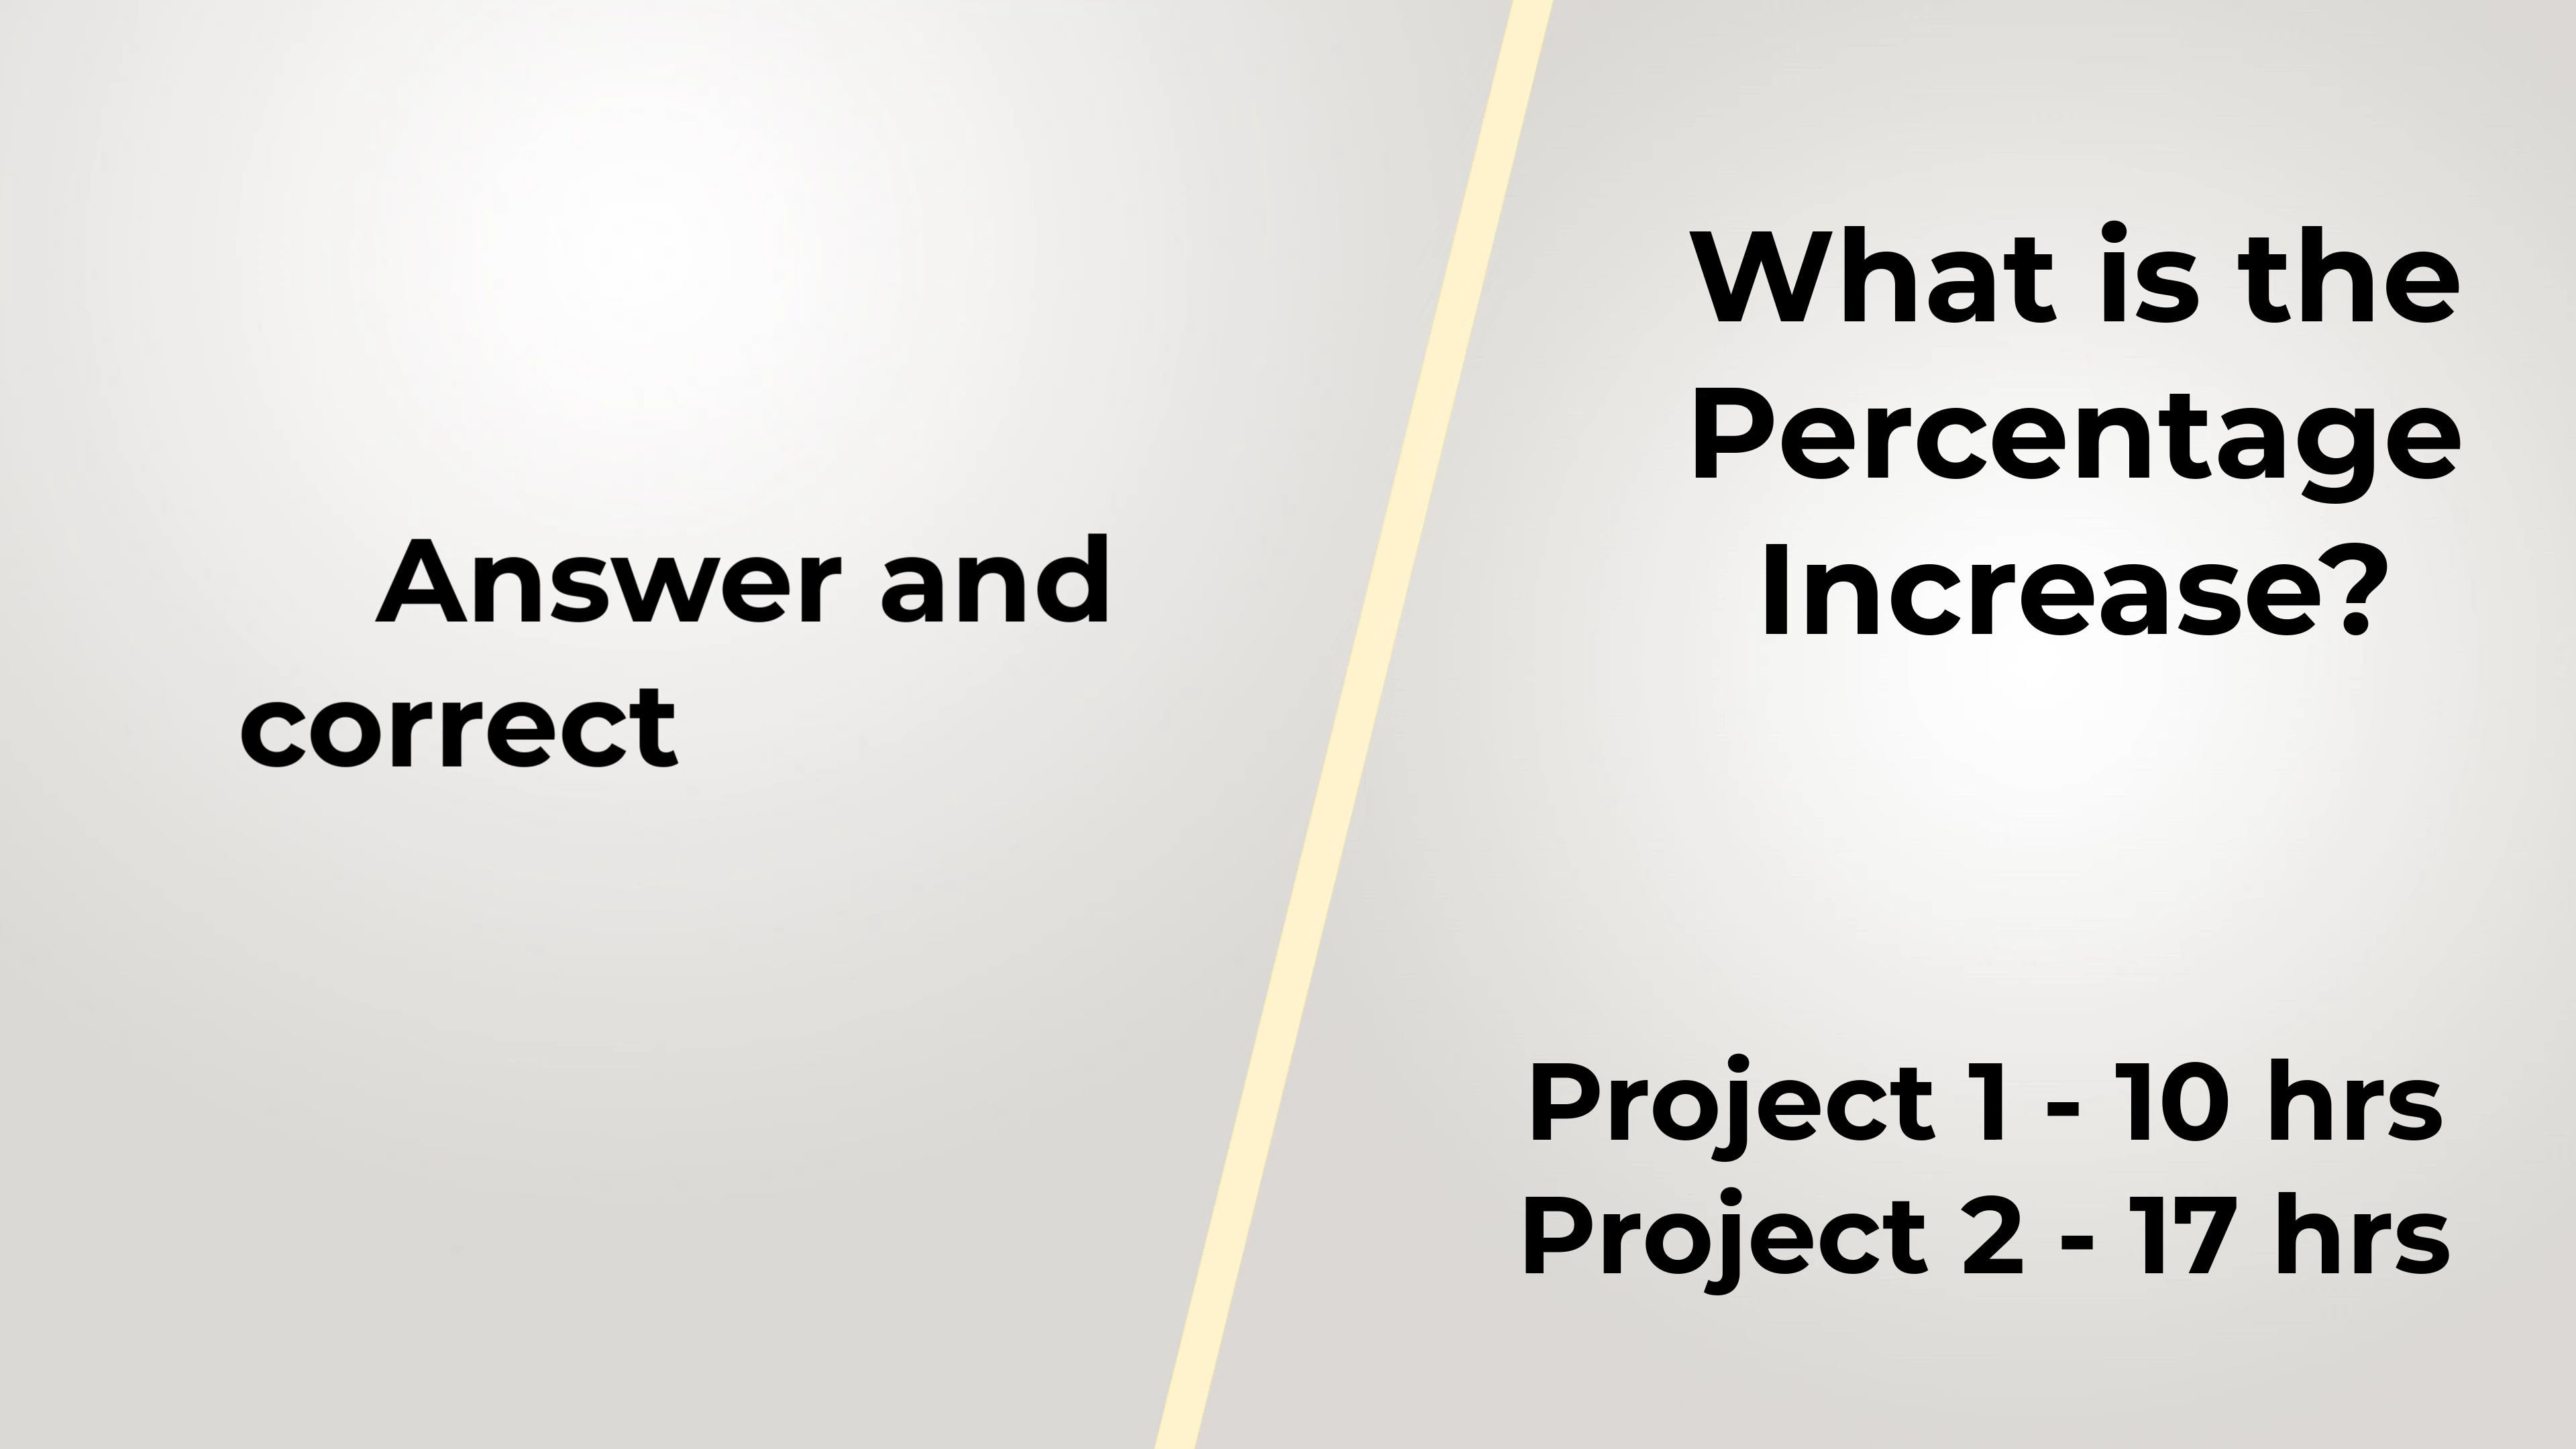 Answer and
correct
What is the
Percentage
Increase?
Project 1 - 10 hrs
Project 2 - 17 hrs